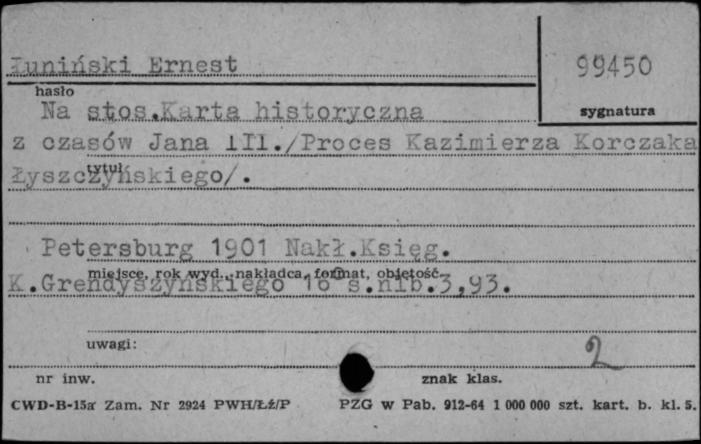 Łuniński Ernest
99450
hasło
sygnatura
Na stos.Karta historyczna
z czasów Jana III./Proces Kazimierza Korczaka
tytuł
Łyszczyńskiego/.
Petersburg 1901 Nakł.Księg.
miejsce, rok wyd., nakładca, format, objętość
K.Grendyszyńskiego 16° s.nlb.3,93.
uwagi:
2
nr inw.
znak klas.
CWD-B-15a Zam. Nr 2924 PWH/Łź/P
PZG w Pab. 912-64 1 000 000 szt. kart. b. kl. 5.